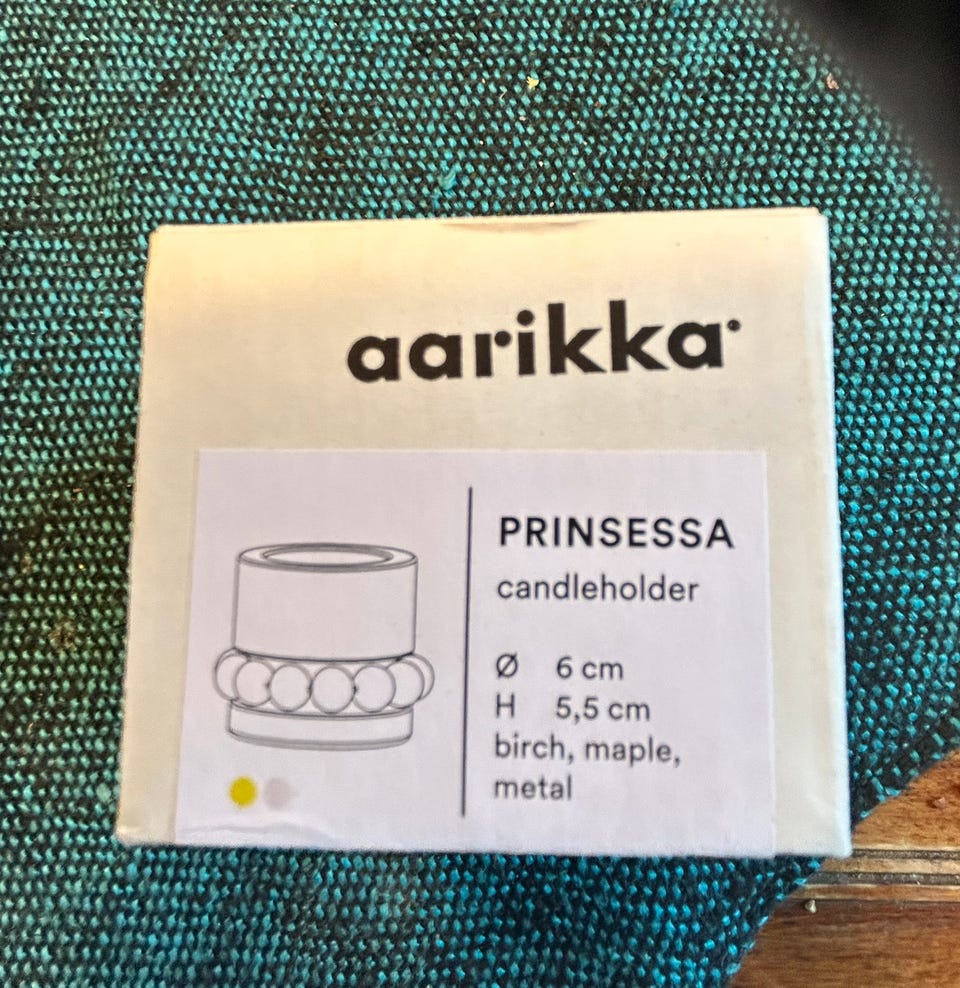 aarikka
PRINSESSA
candleholder
Ø 6 cm
H 5,5 cm
birch, maple,
metal